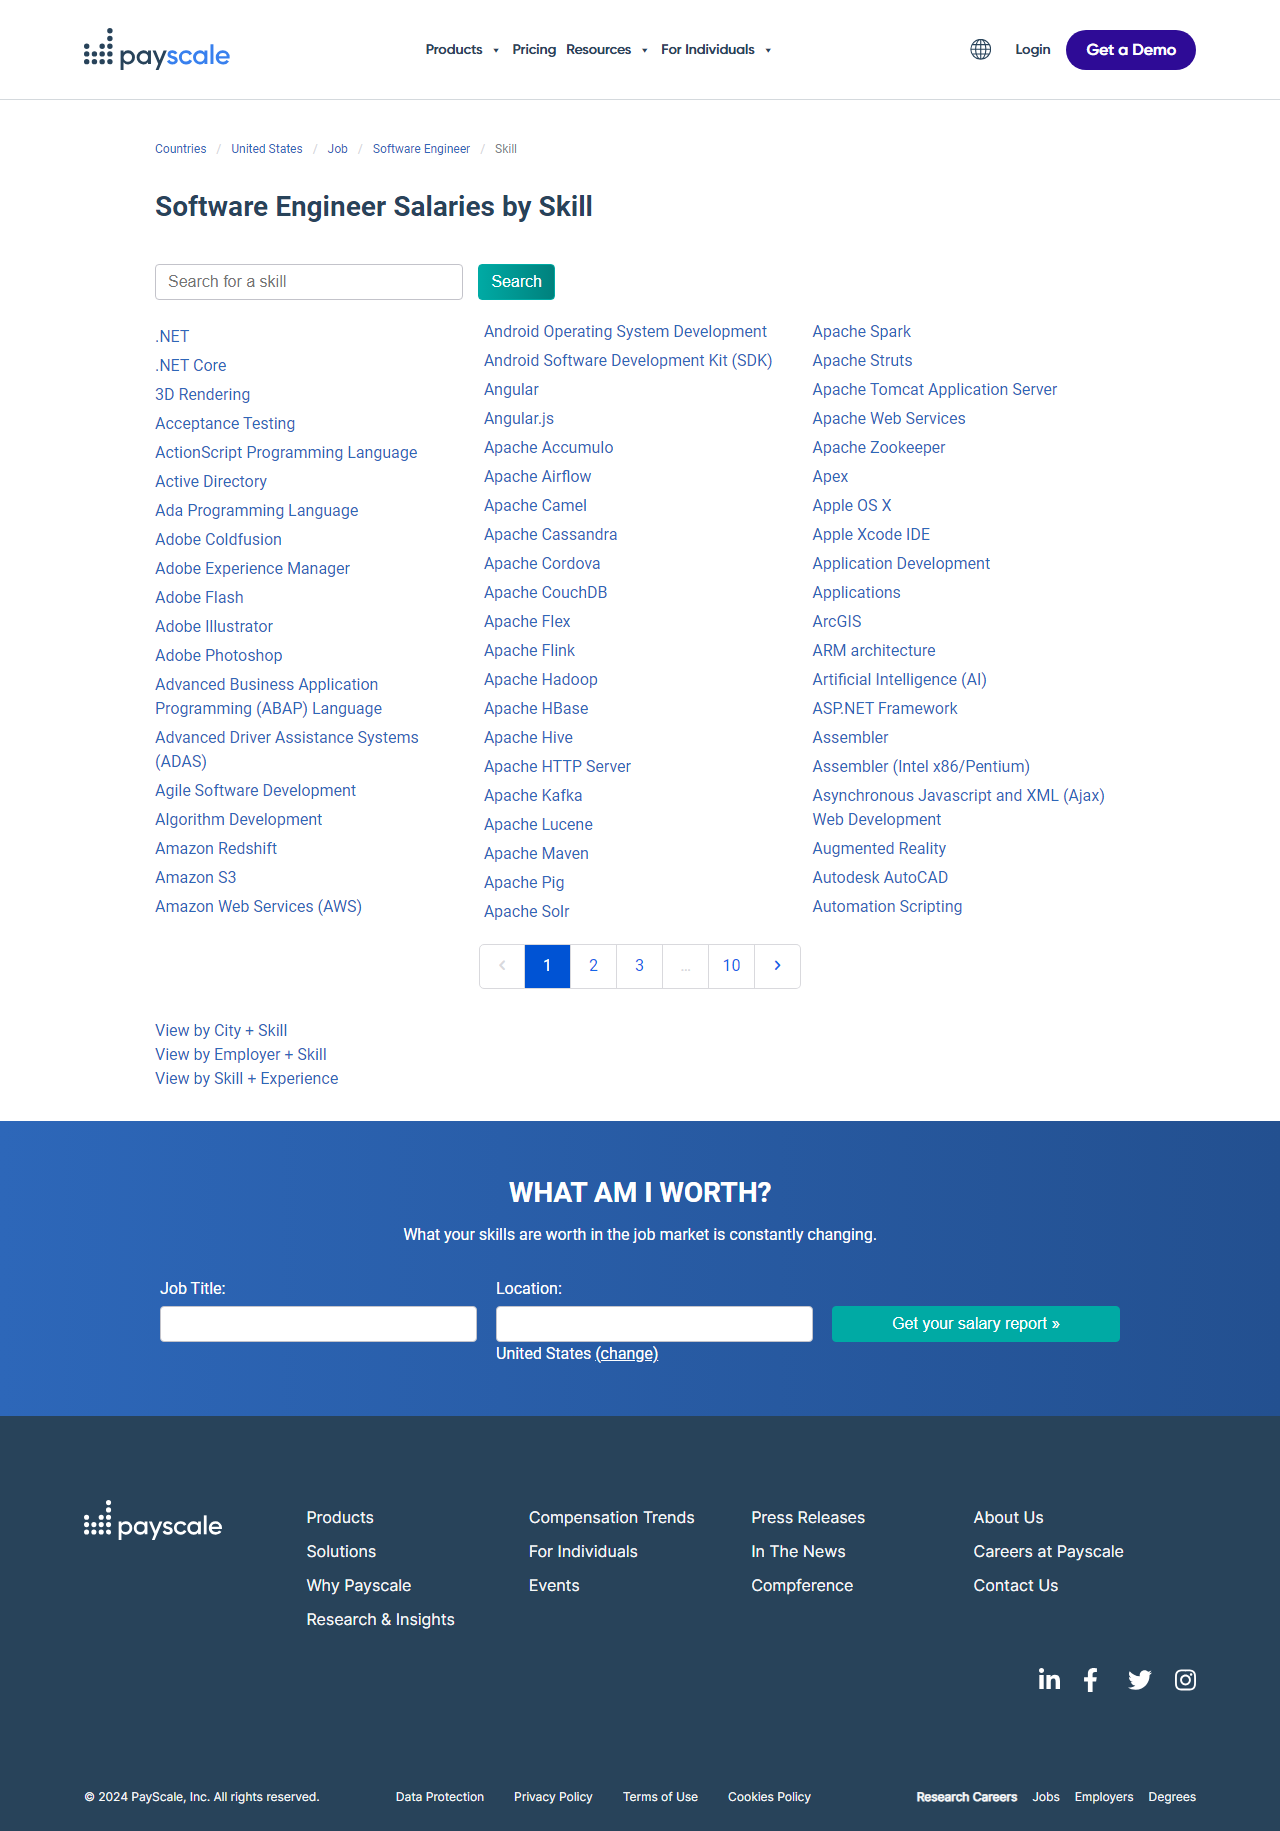 payscale
Products ▾ Pricing Resources ▾ For Individuals ▾
Login
Get a Demo
Countries / United States / Job / Software Engineer / Skill
Software Engineer Salaries by Skill
Search for a skill
Search
.NET
.NET Core
3D Rendering
Acceptance Testing
ActionScript Programming Language
Active Directory
Ada Programming Language
Adobe Coldfusion
Adobe Experience Manager
Adobe Flash
Adobe Illustrator
Adobe Photoshop
Advanced Business Application
Programming (ABAP) Language
Advanced Driver Assistance Systems
(ADAS)
Agile Software Development
Algorithm Development
Amazon Redshift
Amazon S3
Amazon Web Services (AWS)
Android Operating System Development
Android Software Development Kit (SDK)
Angular
Angular.js
Apache Accumulo
Apache Airflow
Apache Camel
Apache Cassandra
Apache Cordova
Apache CouchDB
Apache Flex
Apache Flink
Apache Hadoop
Apache HBase
Apache Hive
Apache HTTP Server
Apache Kafka
Apache Lucene
Apache Maven
Apache Pig
Apache Solr
Apache Spark
Apache Struts
Apache Tomcat Application Server
Apache Web Services
Apache Zookeeper
Apex
Apple OS X
Apple Xcode IDE
Application Development
Applications
ArcGIS
ARM architecture
Artificial Intelligence (AI)
ASP.NET Framework
Assembler
Assembler (Intel x86/Pentium)
Asynchronous Javascript and XML (Ajax)
Web Development
Augmented Reality
Autodesk AutoCAD
Automation Scripting
‹ 1 2 3 … 10 ›
View by City + Skill
View by Employer + Skill
View by Skill + Experience
WHAT AM I WORTH?
What your skills are worth in the job market is constantly changing.
Job Title:
Location:
Get your salary report »
United States (change)
payscale
Products
Solutions
Why Payscale
Research & Insights
Compensation Trends
For Individuals
Events
Press Releases
In The News
Compference
About Us
Careers at Payscale
Contact Us
© 2024 PayScale, Inc. All rights reserved.
Data Protection Privacy Policy Terms of Use Cookies Policy
Research Careers Jobs Employers Degrees